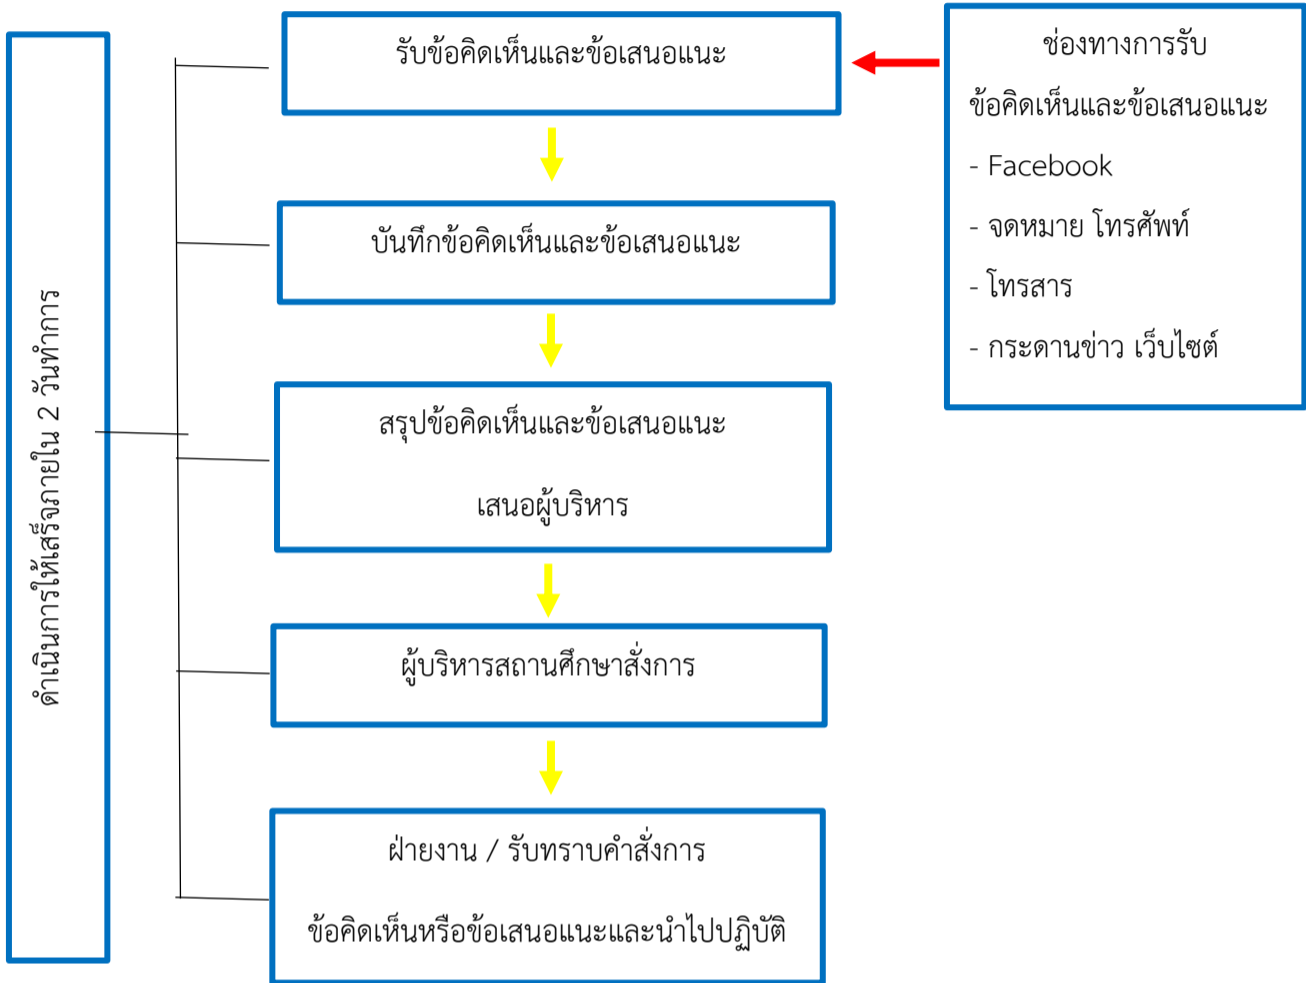 ดำเนินการให้เสร็จภายใน 2 วันทำการ
รับข้อคิดเห็นและข้อเสนอแนะ
บันทึกข้อคิดเห็นและข้อเสนอแนะ
สรุปข้อคิดเห็นและข้อเสนอแนะ
เสนอผู้บริหาร
ผู้บริหารสถานศึกษาสั่งการ
ฝ่ายงาน / รับทราบคำสั่งการ
ข้อคิดเห็นหรือข้อเสนอแนะและนำไปปฏิบัติ
ช่องทางการรับ
ข้อคิดเห็นและข้อเสนอแนะ
- Facebook
- จดหมาย โทรศัพท์
- โทรสาร
- กระดานข่าว เว็บไซต์